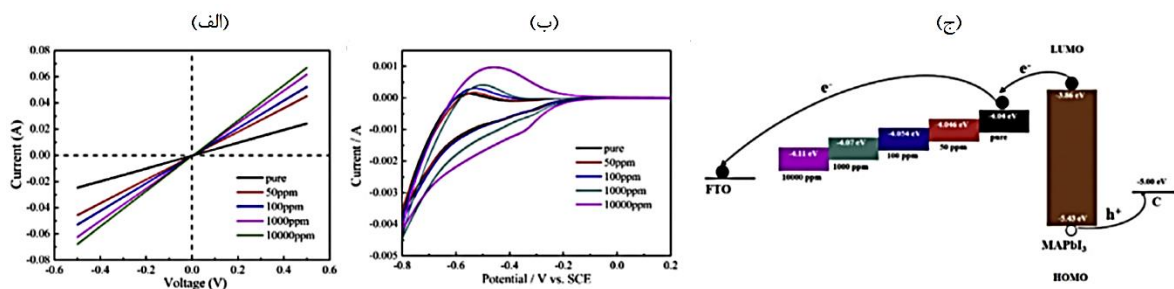 (الف)
0.08
0.06
0.04
0.02
0.00
-0.02
-0.04
-0.06
-0.08
Current (A)
pure
50ppm
100ppm
1000ppm
10000ppm
-0.6 -0.4 -0.2 0.0 0.2 0.4 0.6
Voltage (V)
(ب)
0.001
0.000
-0.001
-0.002
-0.003
-0.004
-0.005
Current / A
pure
50ppm
100ppm
1000ppm
10000ppm
-0.8 -0.6 -0.4 -0.2 0.0 0.2
Potential / V vs. SCE
(ج)
LUMO
e-
e-
-3.86 eV
-4.04 eV
pure
-4.046 eV
50 ppm
-4.054 eV
100 ppm
-4.07 eV
1000 ppm
-4.11 eV
10000 ppm
FTO
-5.00 eV
C
-5.43 eV
h+
MAPbI3
HOMO